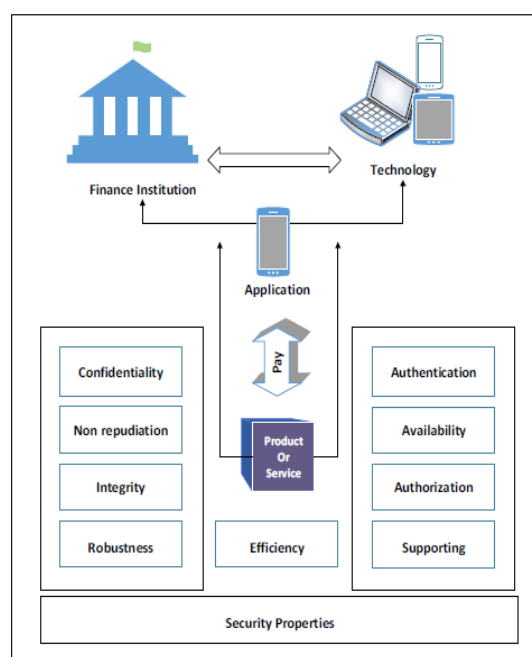 Finance Institution
Technology
Application
Pay
Confidentiality
Non repudiation
Integrity
Robustness
Product
Or
Service
Efficiency
Authentication
Availability
Authorization
Supporting
Security Properties